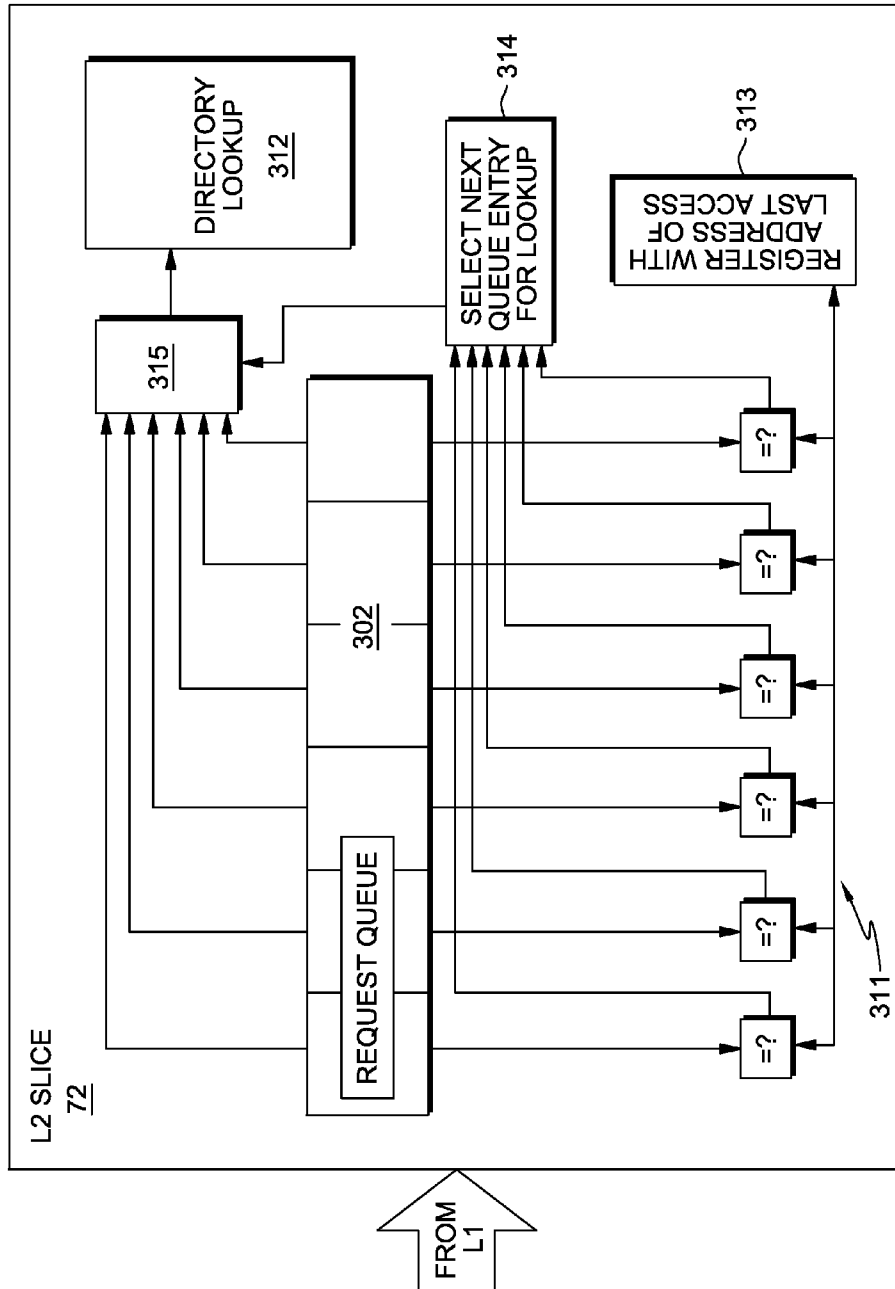 L2 SLICE
72
FROM
L1
DIRECTORY
LOOKUP
312
315
314
SELECT NEXT
QUEUE ENTRY
FOR LOOKUP
302
REQUEST QUEUE
313
REGISTER WITH
ADDRESS OF
LAST ACCESS
=?
=?
=?
=?
=?
=?
311